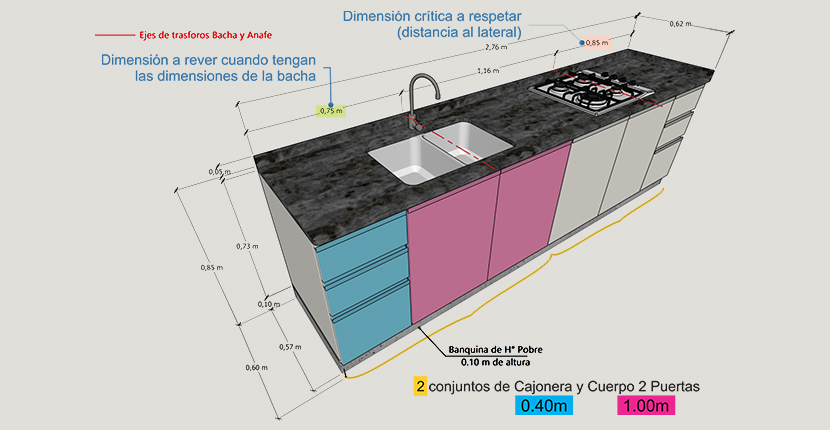 Dimensión crítica a respetar
(distancia al lateral)
Ejes de trasforos Bacha y Anafe
0,62 m
0,85 m
2,76 m
Dimensión a rever cuando tengan
las dimensiones de la bacha
1,16 m
0,75 m
0,05 m
0,73 m
0,85 m
0,10 m
0,57 m
0,60 m
Banquina de Hº Pobre
0.10 m de altura
2 conjuntos de Cajonera y Cuerpo 2 Puertas
0.40m 1.00m